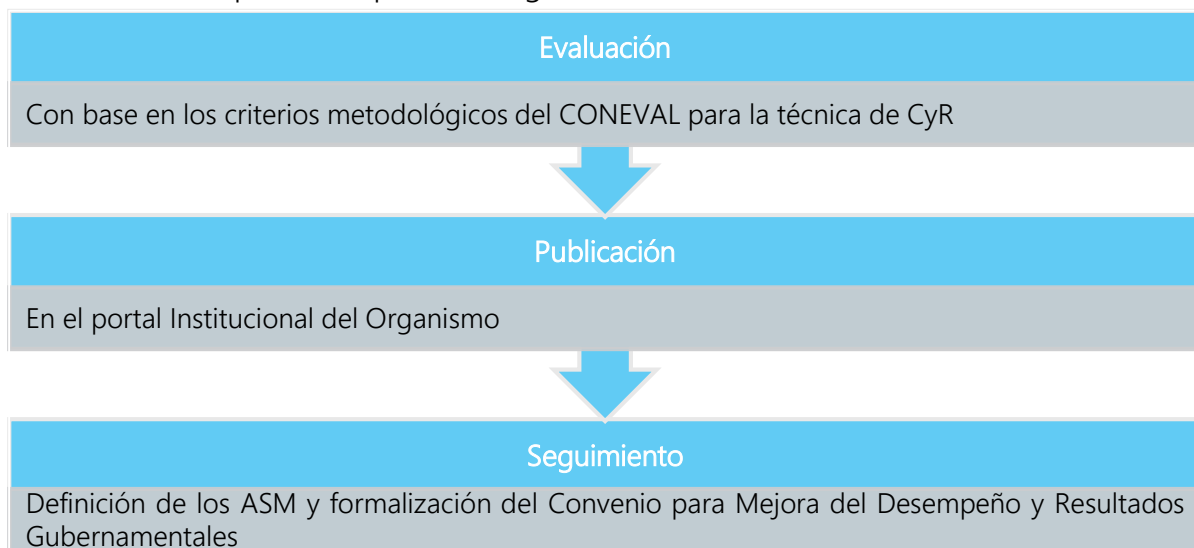 Evaluación
Con base en los criterios metodológicos del CONEVAL para la técnica de CyR
Publicación
En el portal Institucional del Organismo
Seguimiento
Definición de los ASM y formalización del Convenio para Mejora del Desempeño y Resultados
Gubernamentales